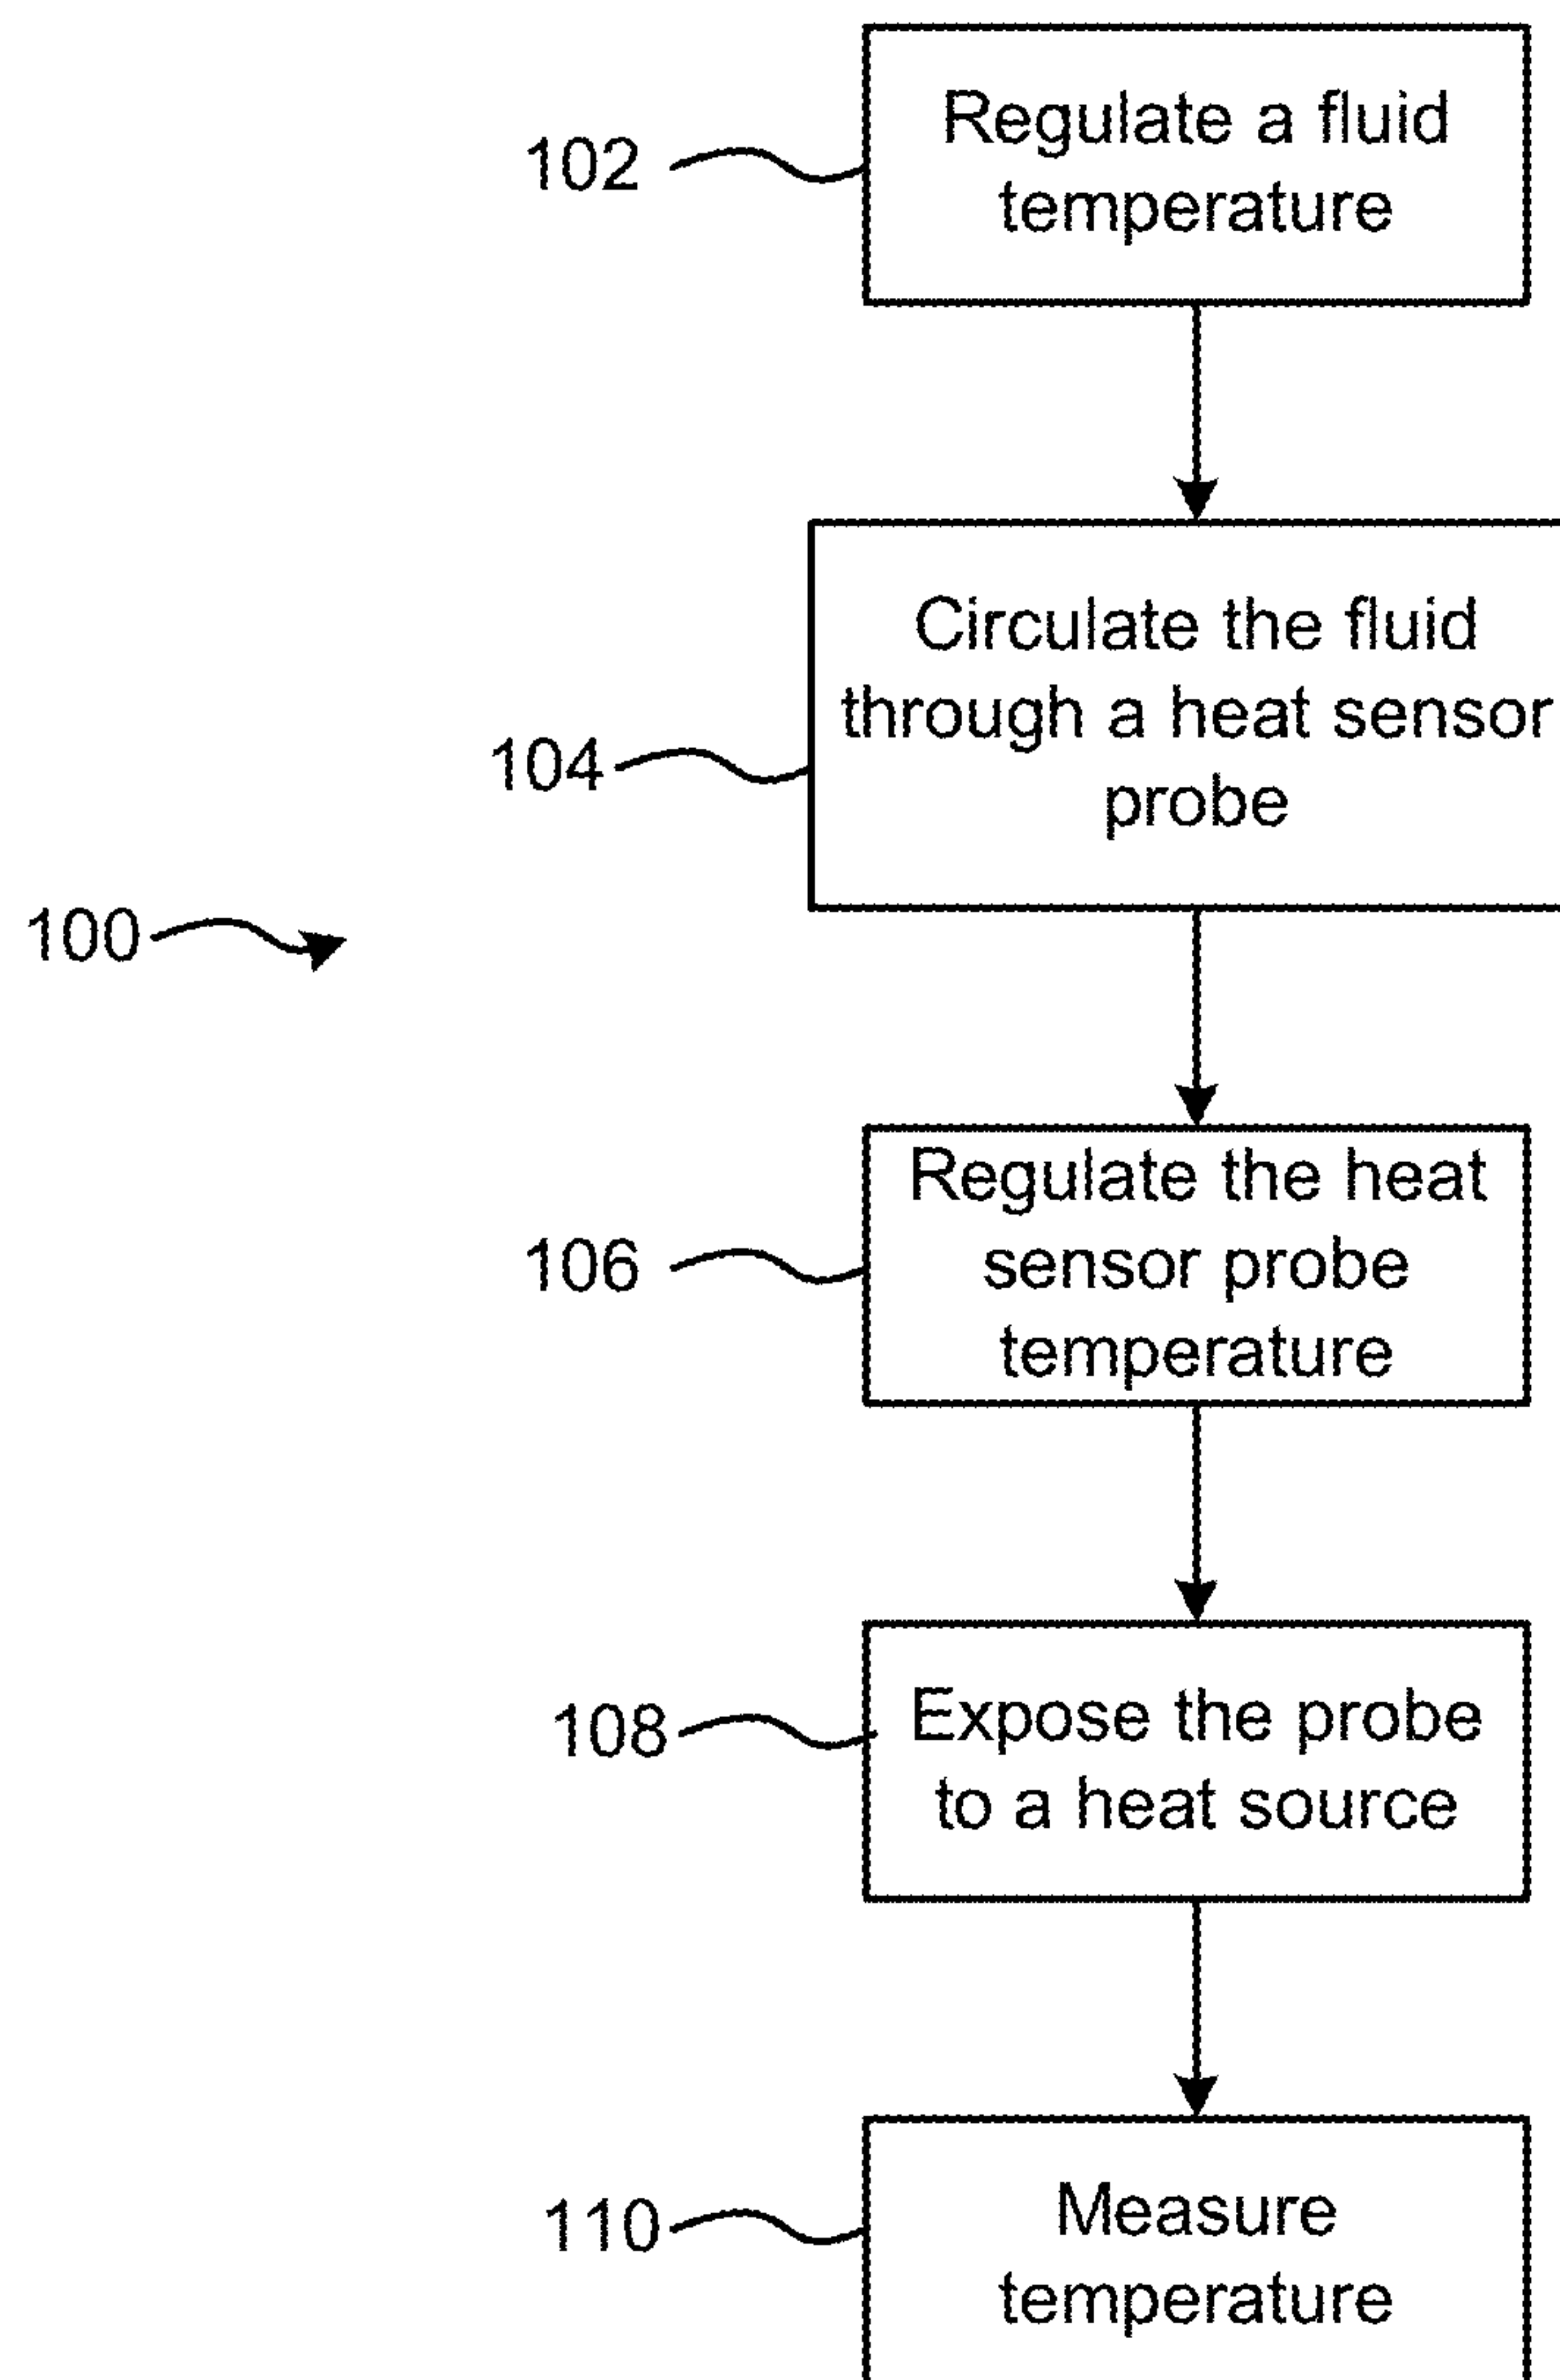 102
Regulate a fluid
temperature
104
Circulate the fluid
through a heat sensor
probe
100
106
Regulate the heat
sensor probe
temperature
108
Expose the probe
to a heat source
110
Measure
temperature